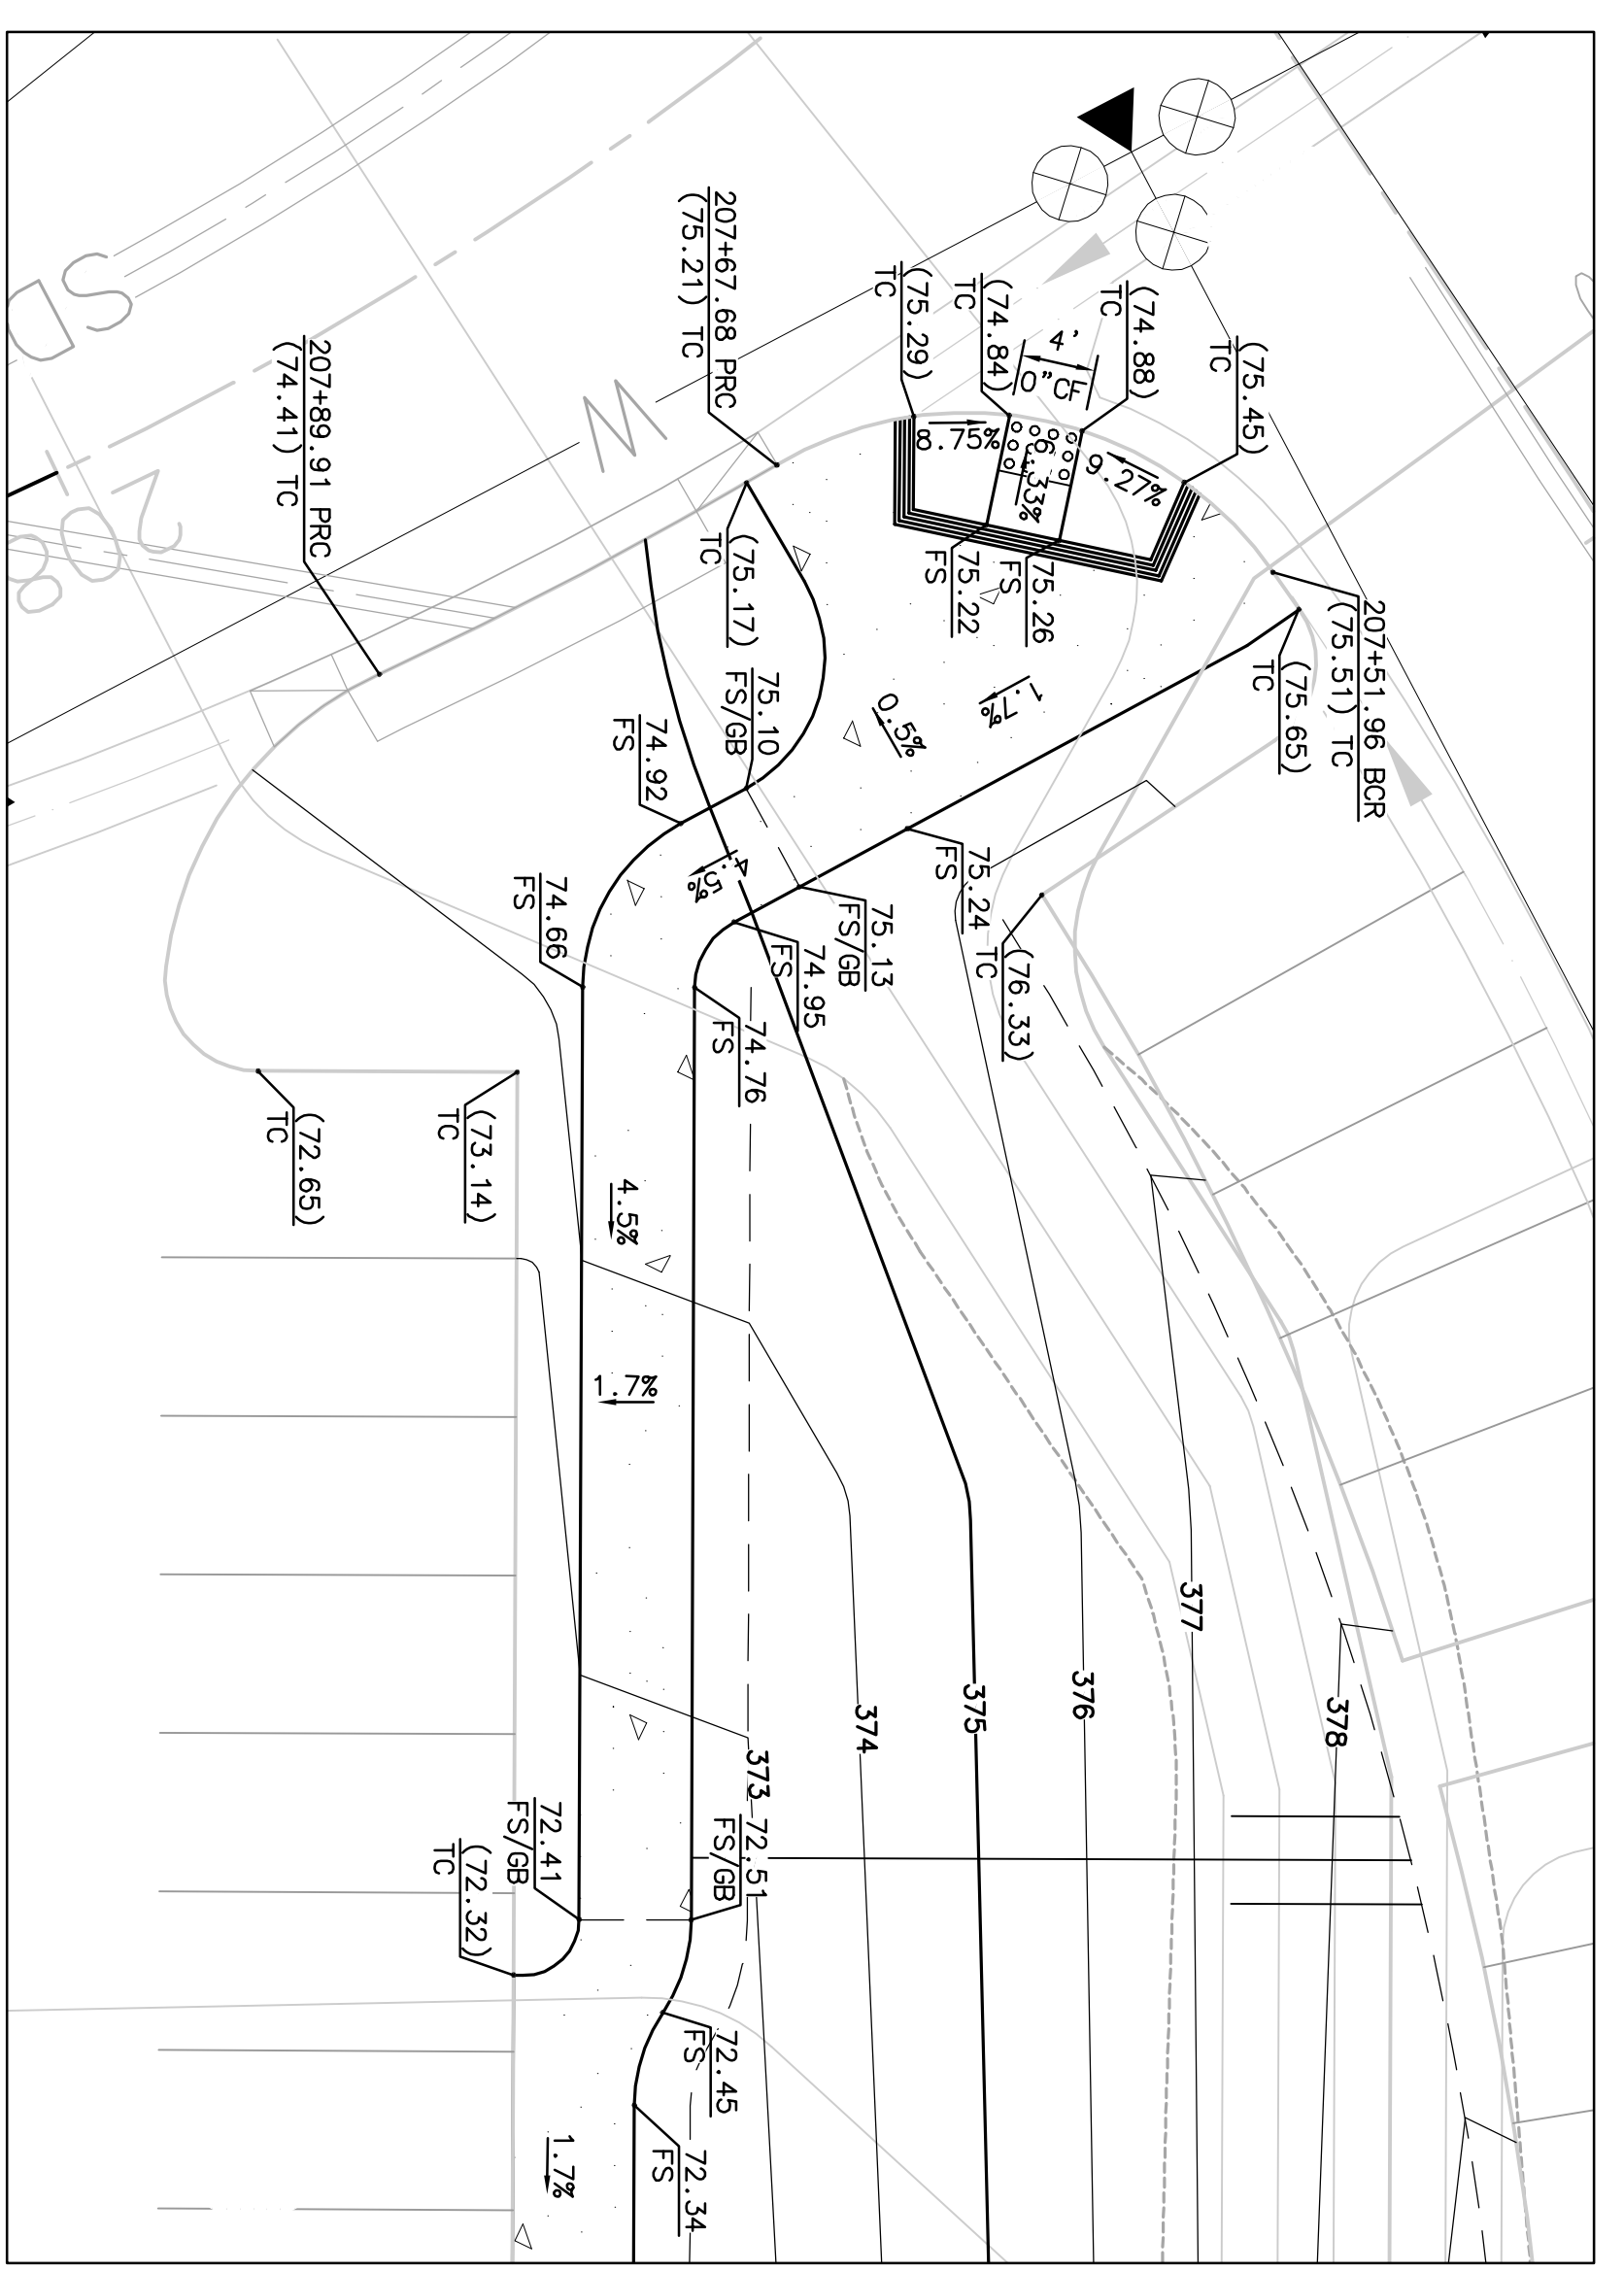 207+51.96 BCR
(75.51) TC
(75.45)
TC
(74.88)
TC
4'
0"CF
(74.84)
TC
(75.29)
TC
207+67.68 PRC
(75.21) TC
207+89.91 PRC
(74.41) TC
8.75%
9.27%
75.26
FS
75.22
FS
(75.65)
TC
1.7%
0.5%
(75.17)
TC
75.10
FS/GB
74.92
FS
4.5%
75.24
FS
75.13
FS/GB
74.95
FS
(76.33)
TC
74.66
FS
74.76
FS
(73.14)
TC
(72.65)
TC
4.5%
1.7%
377
378
376
375
374
373
72.51
FS/GB
72.41
FS/GB
(72.32)
TC
72.45
FS
72.34
FS
1.7%
W
SD
208